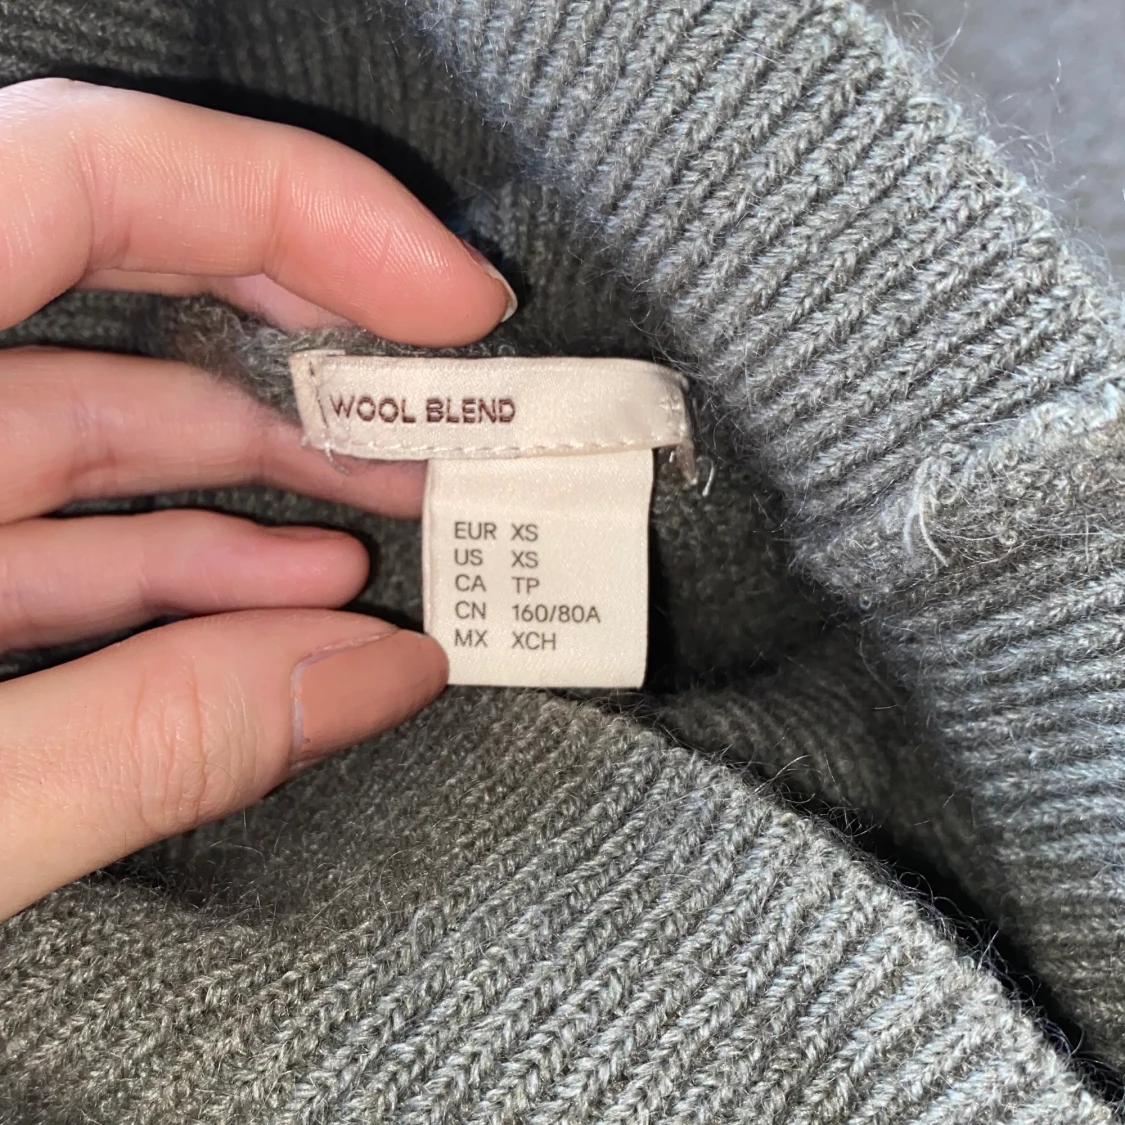 WOOL BLEND
EUR XS
US XS
CA TP
CN 160/80A
MX XCH